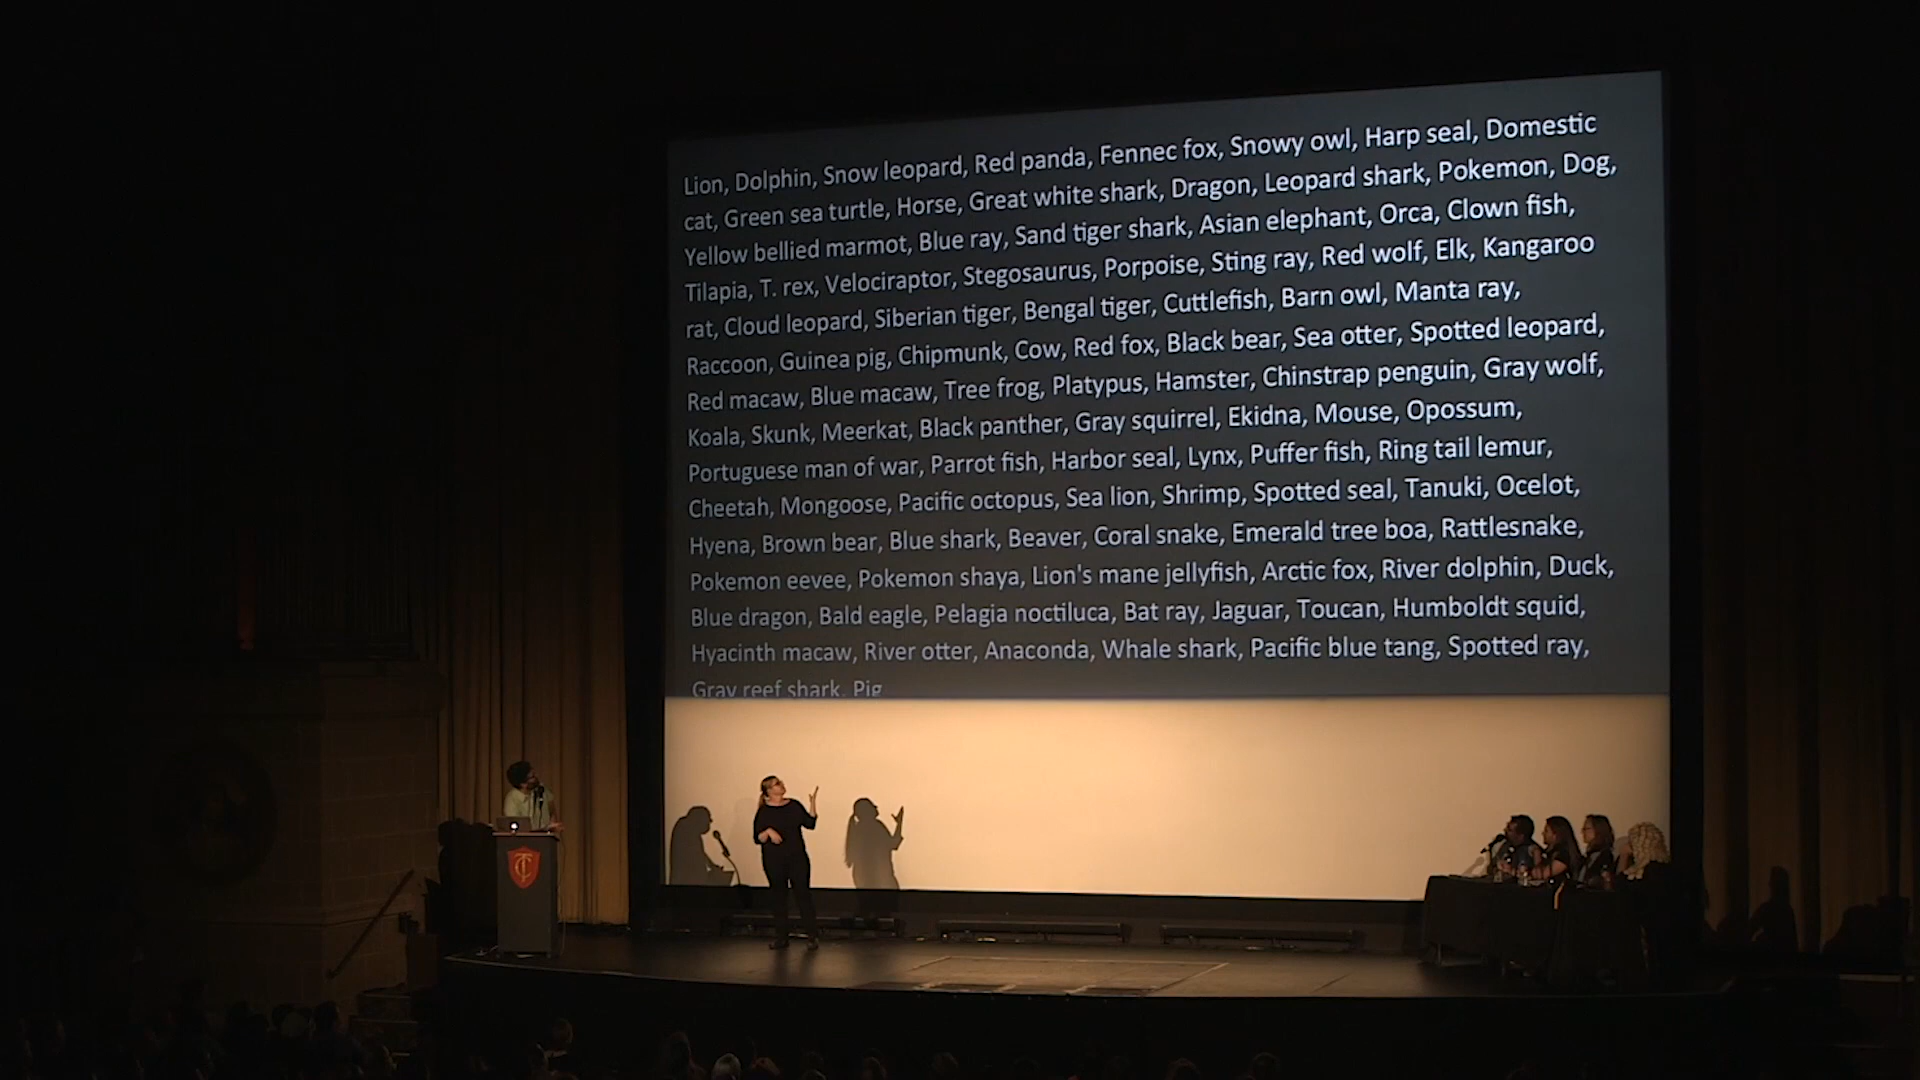 Lion, Dolphin, Snow leopard, Red panda, Fennec fox, Snowy owl, Harp seal, Domestic
cat, Green sea turtle, Horse, Great white shark, Dragon, Leopard shark, Pokemon, Dog,
Yellow bellied marmot, Blue ray, Sand tiger shark, Asian elephant, Orca, Clown fish,
Tilapia, T. rex, Velociraptor, Stegosaurus, Porpoise, Sting ray, Red wolf, Elk, Kangaroo
rat, Cloud leopard, Siberian tiger, Bengal tiger, Cuttlefish, Barn owl, Manta ray,
Raccoon, Guinea pig, Chipmunk, Cow, Red fox, Black bear, Sea otter, Spotted leopard,
Red macaw, Blue macaw, Tree frog, Platypus, Hamster, Chinstrap penguin, Gray wolf,
Koala, Skunk, Meerkat, Black panther, Gray squirrel, Ekidna, Mouse, Opossum,
Portuguese man of war, Parrot fish, Harbor seal, Lynx, Puffer fish, Ring tail lemur,
Cheetah, Mongoose, Pacific octopus, Sea lion, Shrimp, Spotted seal, Tanuki, Ocelot,
Hyena, Brown bear, Blue shark, Beaver, Coral snake, Emerald tree boa, Rattlesnake,
Pokemon eevee, Pokemon shaya, Lion's mane jellyfish, Arctic fox, River dolphin, Duck,
Blue dragon, Bald eagle, Pelagia noctiluca, Bat ray, Jaguar, Toucan, Humboldt squid,
Hyacinth macaw, River otter, Anaconda, Whale shark, Pacific blue tang, Spotted ray,
Gray reef shark, Pig
TC